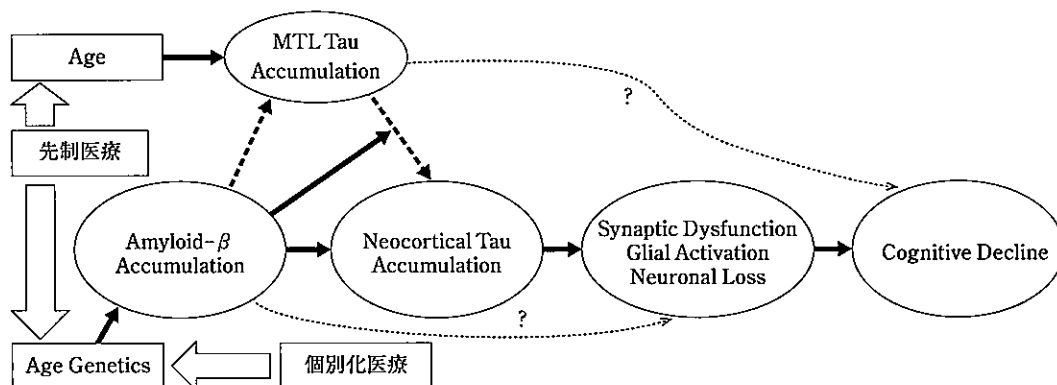 Age
MTL Tau
Accumulation
?
先制医療
Amyloid-β
Accumulation
Neocortical Tau
Accumulation
Synaptic Dysfunction
Glial Activation
Neuronal Loss
Cognitive Decline
?
Age Genetics
個別化医療